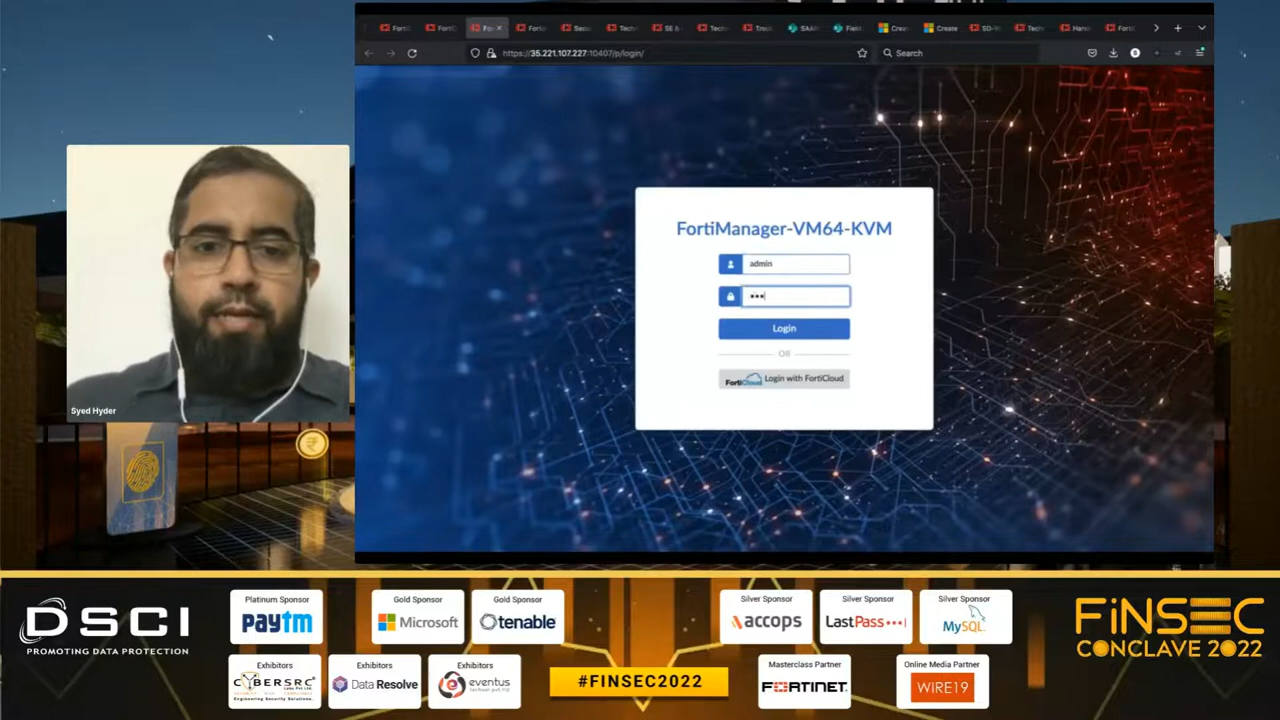 https://35.221.107.227:10407/p/login/
Search
FortiManager-VM64-KVM
admin
Login
OR
FortiCloud Login with FortiCloud
Syed Hyder
DSCI
PROMOTING DATA PROTECTION
Platinum Sponsor
paytm
Gold Sponsor
Microsoft
Gold Sponsor
tenable
Silver Sponsor
accops
Silver Sponsor
LastPass
Silver Sponsor
MySQL
FINSEC
CONCLAVE 2022
Exhibitors
CYBERSRC
Exhibitors
Data Resolve
Exhibitors
eventus
#FINSEC2022
Masterclass Partner
FORTINET
Online Media Partner
WIRE19